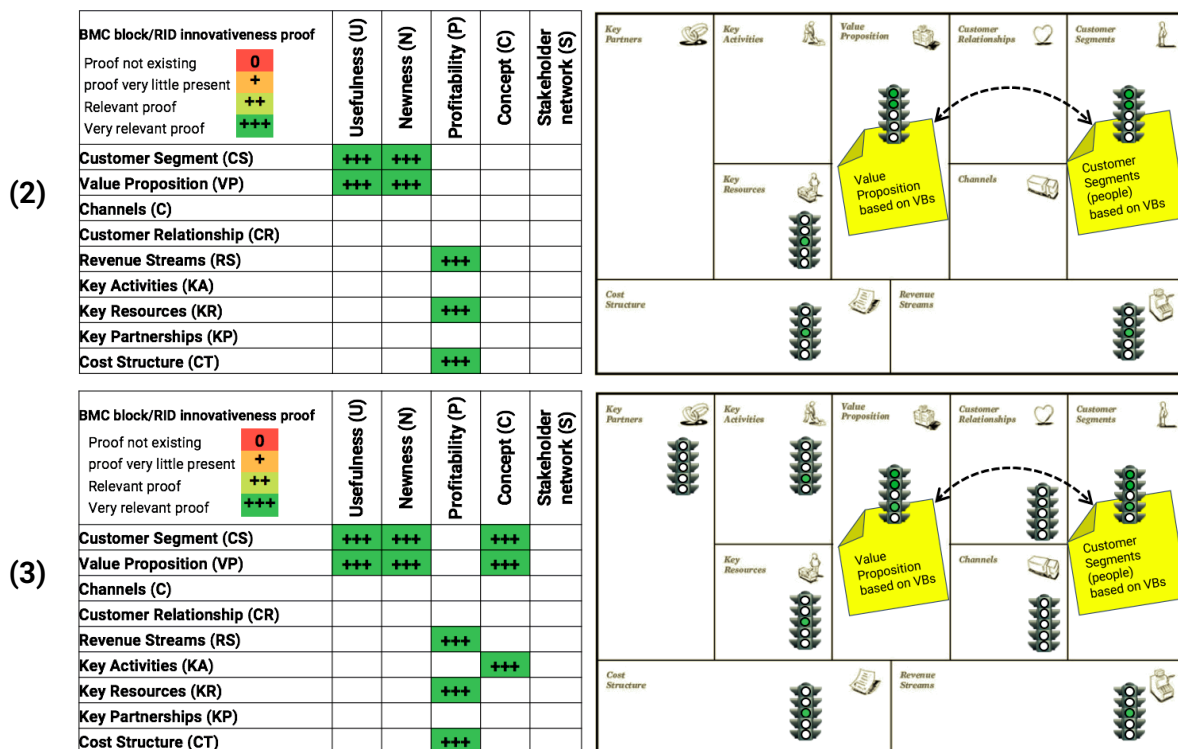 (2)
BMC block/RID innovativeness proof
Proof not existing 0
proof very little present +
Relevant proof ++
Very relevant proof +++
Usefulness (U)
Newness (N)
Profitability (P)
Concept (C)
Stakeholder
network (S)
Customer Segment (CS) +++ +++
Value Proposition (VP) +++ +++
Channels (C)
Customer Relationship (CR)
Revenue Streams (RS) +++
Key Activities (KA)
Key Resources (KR) +++
Key Partnerships (KP)
Cost Structure (CT) +++
Key
Partners
Key
Activities
Value
Proposition
Customer
Relationships
Customer
Segments
Key
Resources
Channels
Value
Proposition
based on VBs
Customer
Segments
(people)
based on VBs
Cost
Structure
Revenue
Streams
(3)
BMC block/RID innovativeness proof
Proof not existing 0
proof very little present +
Relevant proof ++
Very relevant proof +++
Usefulness (U)
Newness (N)
Profitability (P)
Concept (C)
Stakeholder
network (S)
Customer Segment (CS) +++ +++ +++
Value Proposition (VP) +++ +++ +++
Channels (C)
Customer Relationship (CR)
Revenue Streams (RS) +++
Key Activities (KA) +++
Key Resources (KR) +++
Key Partnerships (KP)
Cost Structure (CT) +++
Key
Partners
Key
Activities
Value
Proposition
Customer
Relationships
Customer
Segments
Key
Resources
Channels
Value
Proposition
based on VBs
Customer
Segments
(people)
based on VBs
Cost
Structure
Revenue
Streams